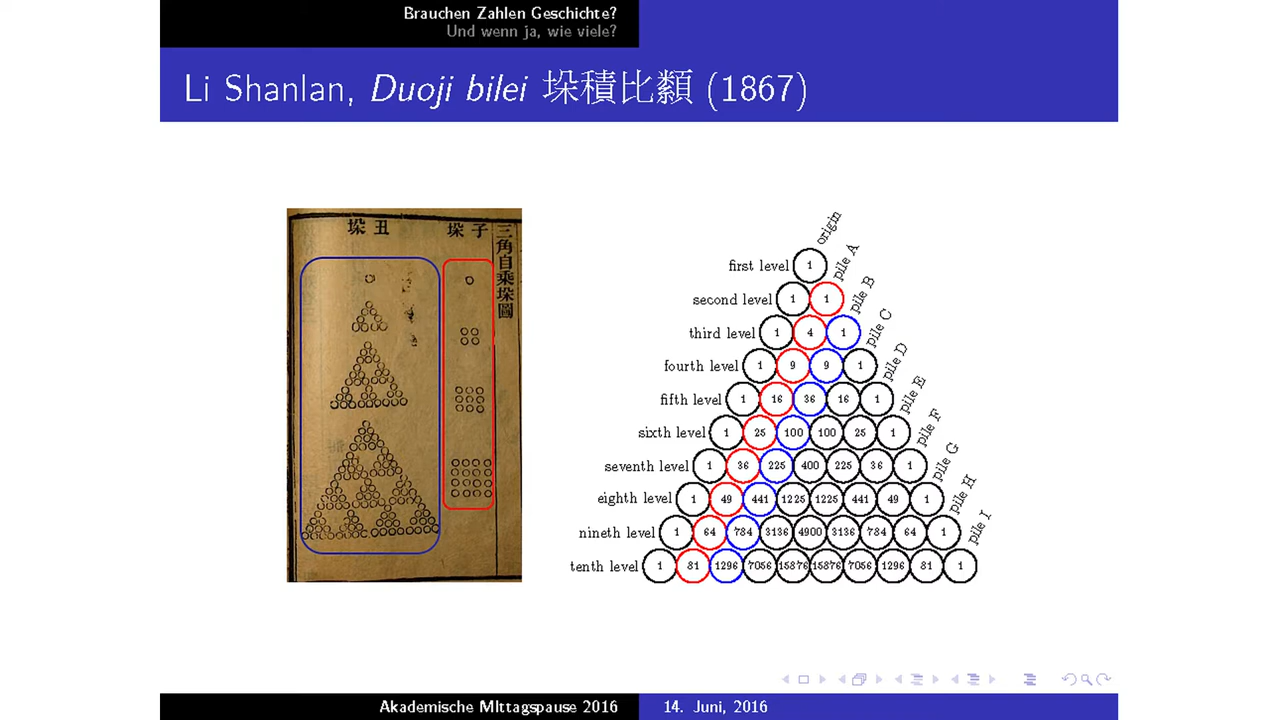 Brauchen Zahlen Geschichte?
Und wenn ja, wie viele?
Li Shanlan, Duoji bilei 垛積比纇 (1867)
三角自乘垛圖
垛子
垛丑
origin
first level 1 pile A
second level 1 1 pile B
third level 1 4 1 pile C
fourth level 1 9 9 1 pile D
fifth level 1 16 36 16 1 pile E
sixth level 1 25 100 100 25 1 pile F
seventh level 1 36 225 400 225 36 1 pile G
eighth level 1 49 441 1225 1225 441 49 1 pile H
nineth level 1 64 784 3136 4900 3136 784 64 1 pile I
tenth level 1 81 1296 7056 15876 15876 7056 1296 81 1
Akademische MIttagspause 2016
14. Juni, 2016